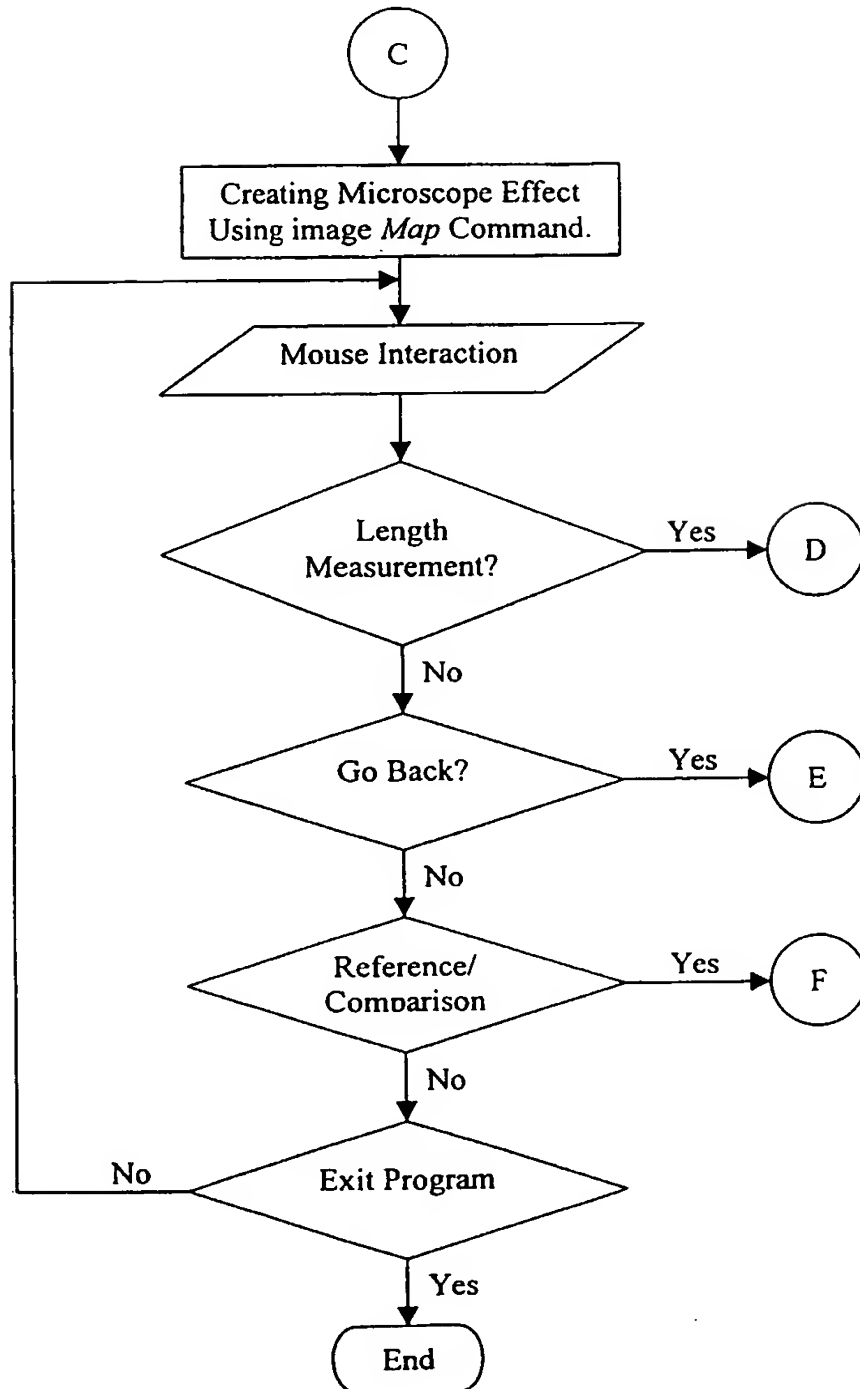 C
Creating Microscope Effect
Using image Map Command.
Mouse Interaction
Length
Measurement?
Yes
D
No
Go Back?
Yes
E
No
Reference/
Comparison
Yes
F
No
Exit Program
No
Yes
End